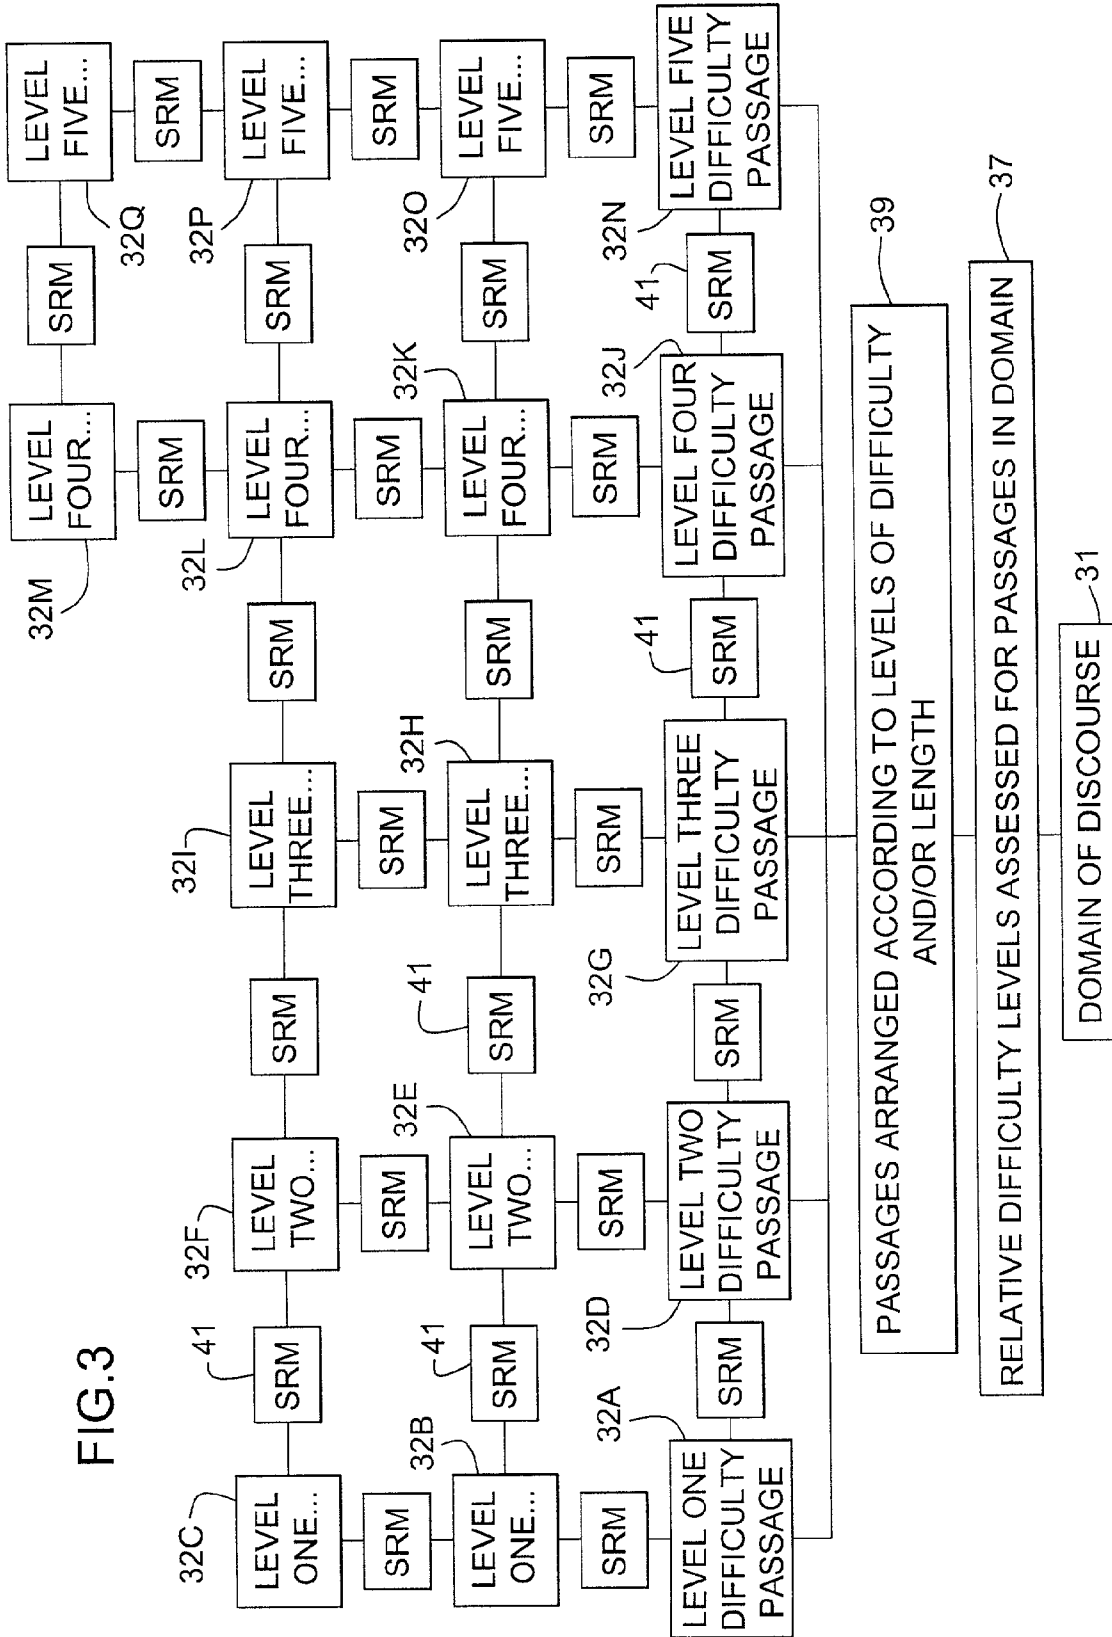 FIG.3
32M
LEVEL
FOUR...
SRM
LEVEL
FIVE...
32Q
SRM
SRM
32C
LEVEL
ONE...
41
SRM
32F
LEVEL
TWO...
SRM
32I
LEVEL
THREE...
SRM
32L
LEVEL
FOUR...
SRM
32P
LEVEL
FIVE...
SRM
SRM
SRM
SRM
SRM
32B
LEVEL
ONE...
41
SRM
32E
LEVEL
TWO...
41
SRM
32H
LEVEL
THREE...
SRM
32K
LEVEL
FOUR...
SRM
32O
LEVEL
FIVE...
SRM
SRM
SRM
SRM
SRM
32A
LEVEL ONE
DIFFICULTY
PASSAGE
SRM
32D
LEVEL TWO
DIFFICULTY
PASSAGE
SRM
32G
LEVEL THREE
DIFFICULTY
PASSAGE
41
SRM
32J
LEVEL FOUR
DIFFICULTY
PASSAGE
41
SRM
32N
LEVEL FIVE
DIFFICULTY
PASSAGE
39
PASSAGES ARRANGED ACCORDING TO LEVELS OF DIFFICULTY
AND/OR LENGTH
37
RELATIVE DIFFICULTY LEVELS ASSESSED FOR PASSAGES IN DOMAIN
31
DOMAIN OF DISCOURSE